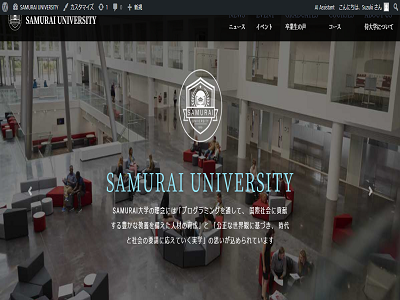 SAMURAI UNIVERSITY
カスタマイズ
0
新規
AI Assistant
こんにちは、Suzuki さん
SAMURAI UNIVERSITY
ニュース
イベント
卒業生の声
コース
侍大学について
SAMURAI
UNIVERSITY
SAMURAI UNIVERSITY
SAMURAI大学の理念には「プログラミングを通して、国際社会に貢献
する豊かな教養を備えた人材の育成」と「公正な世界観に基づき、時代
と社会の要請に応えていく実学」の思いが込められています